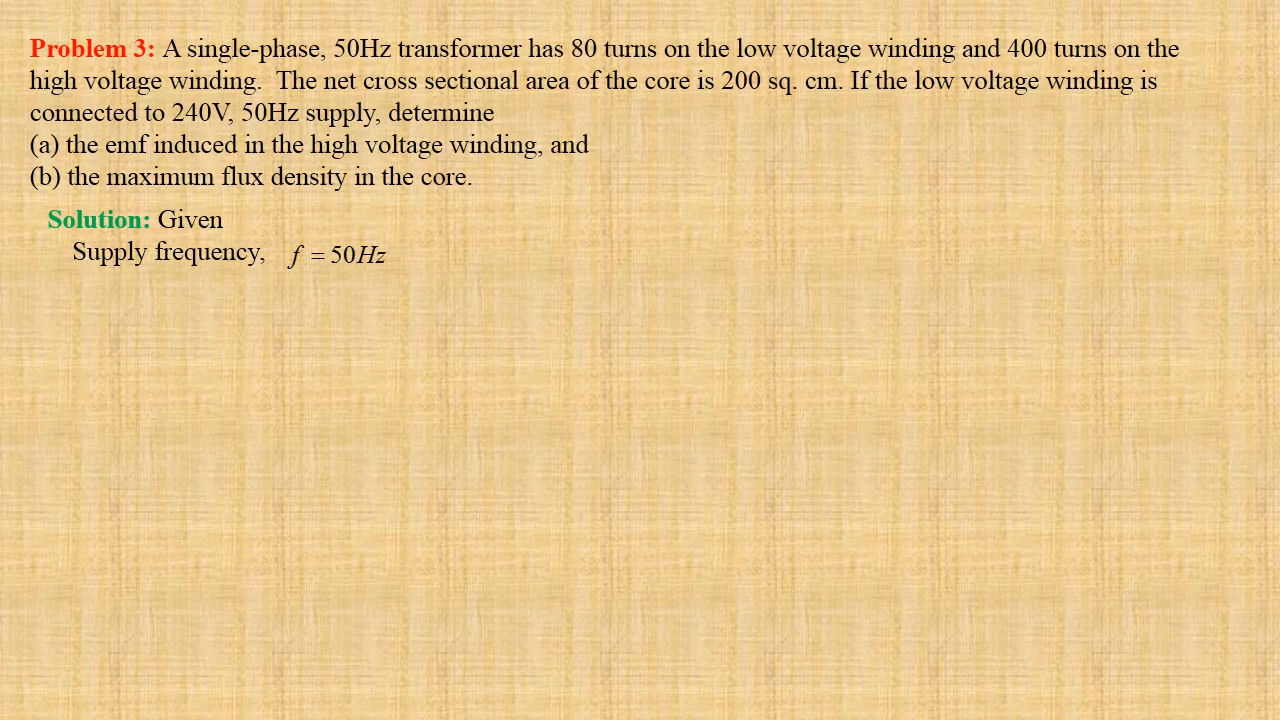 Problem 3: A single-phase, 50Hz transformer has 80 turns on the low voltage winding and 400 turns on the
high voltage winding.  The net cross sectional area of the core is 200 sq. cm. If the low voltage winding is
connected to 240V, 50Hz supply, determine
(a) the emf induced in the high voltage winding, and
(b) the maximum flux density in the core.
Solution: Given
Supply frequency, f = 50Hz